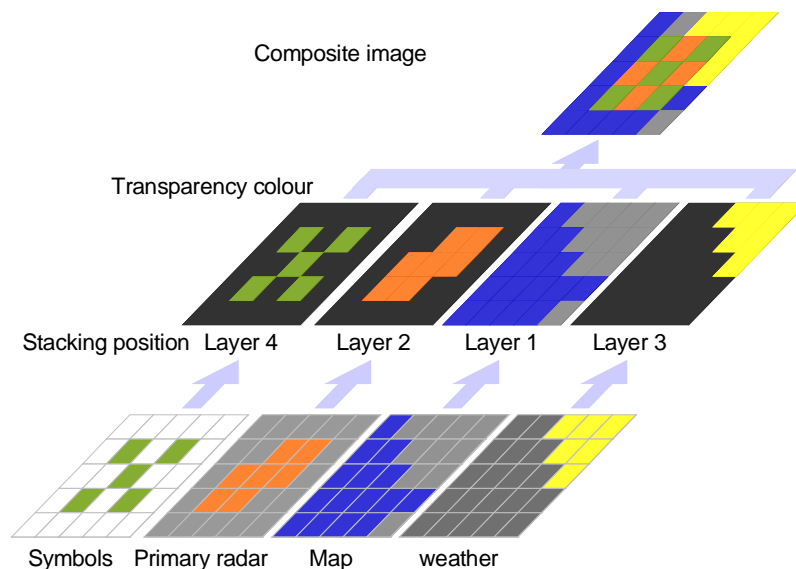 Composite image
Transparency colour
Stacking position Layer 4 Layer 2 Layer 1 Layer 3
Symbols Primary radar Map weather